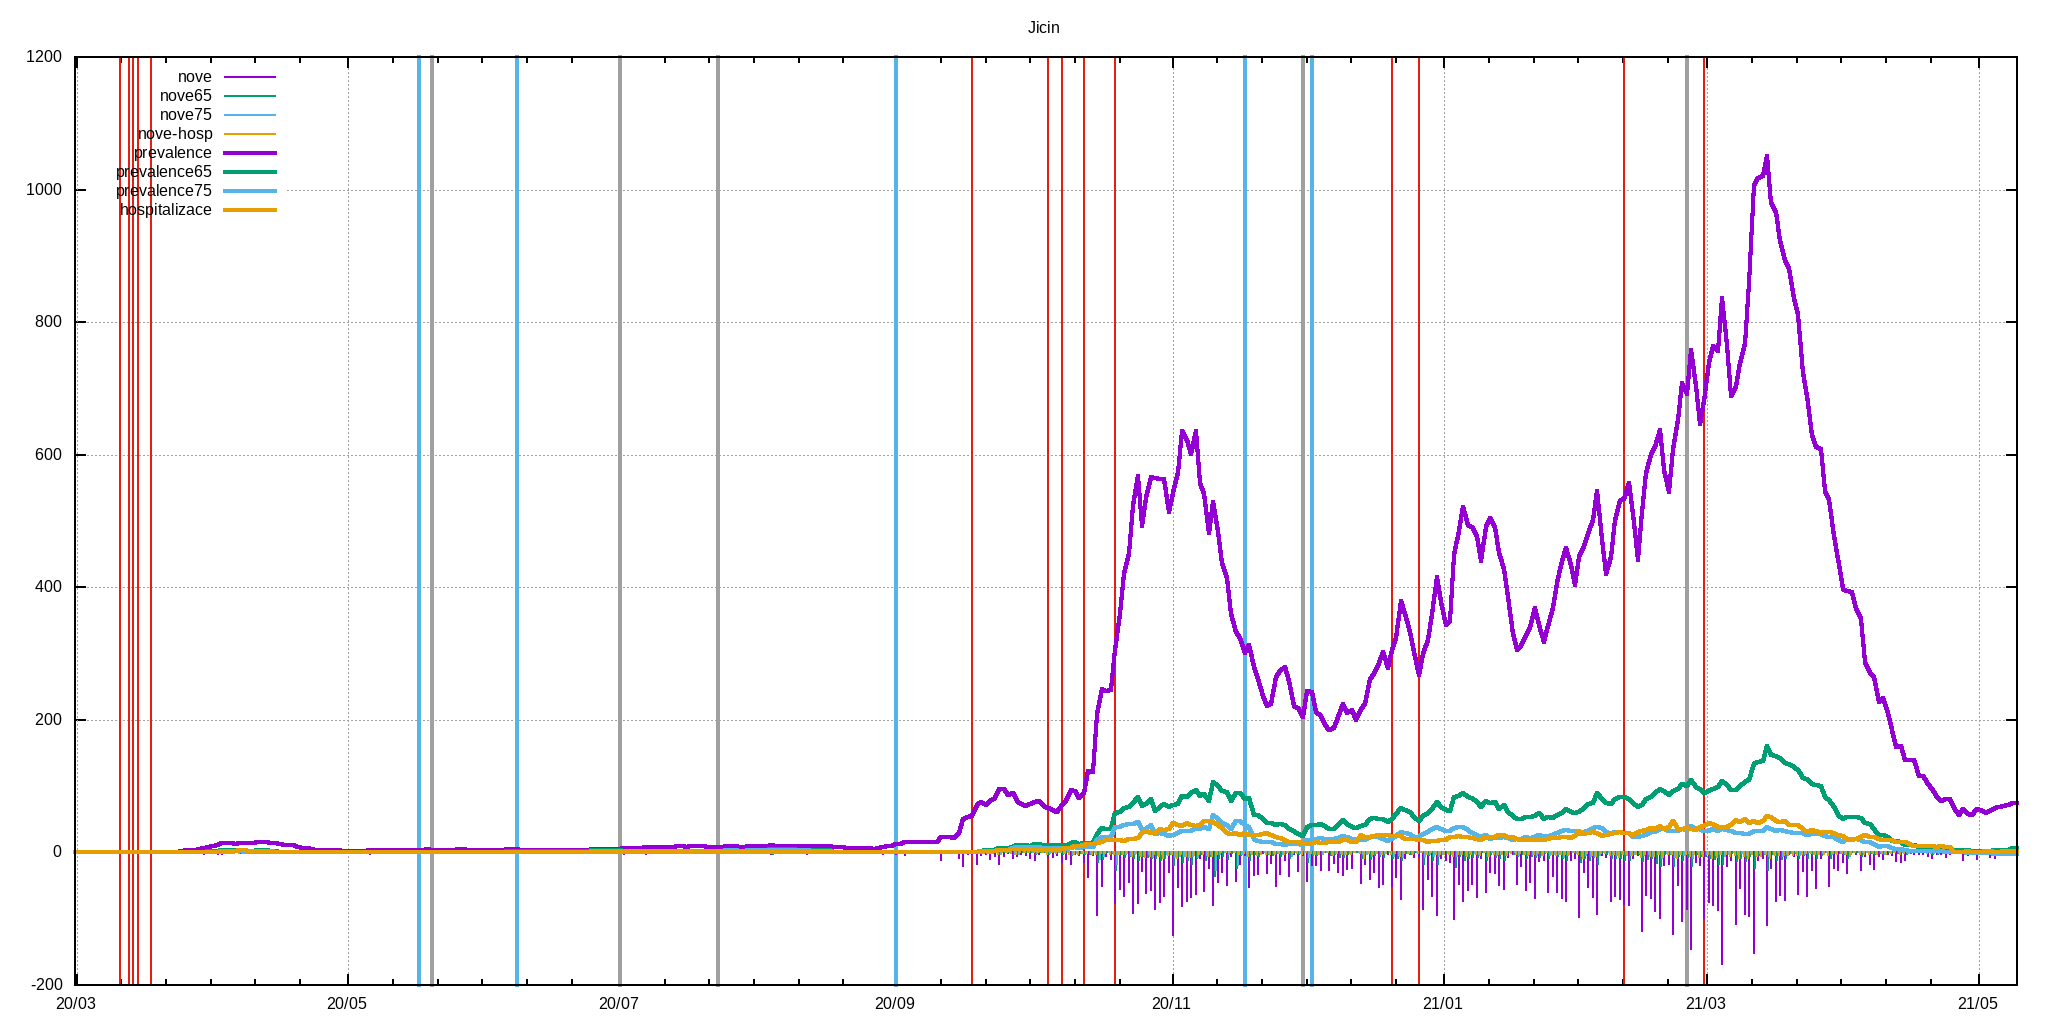 Jicin
1200
nove
nove65
nove75
nove-hosp
prevalence
prevalence65
prevalence75
hospitalizace
1000
800
600
400
200
0
-200
20/03 20/05 20/07 20/09 20/11 21/01 21/03 21/05